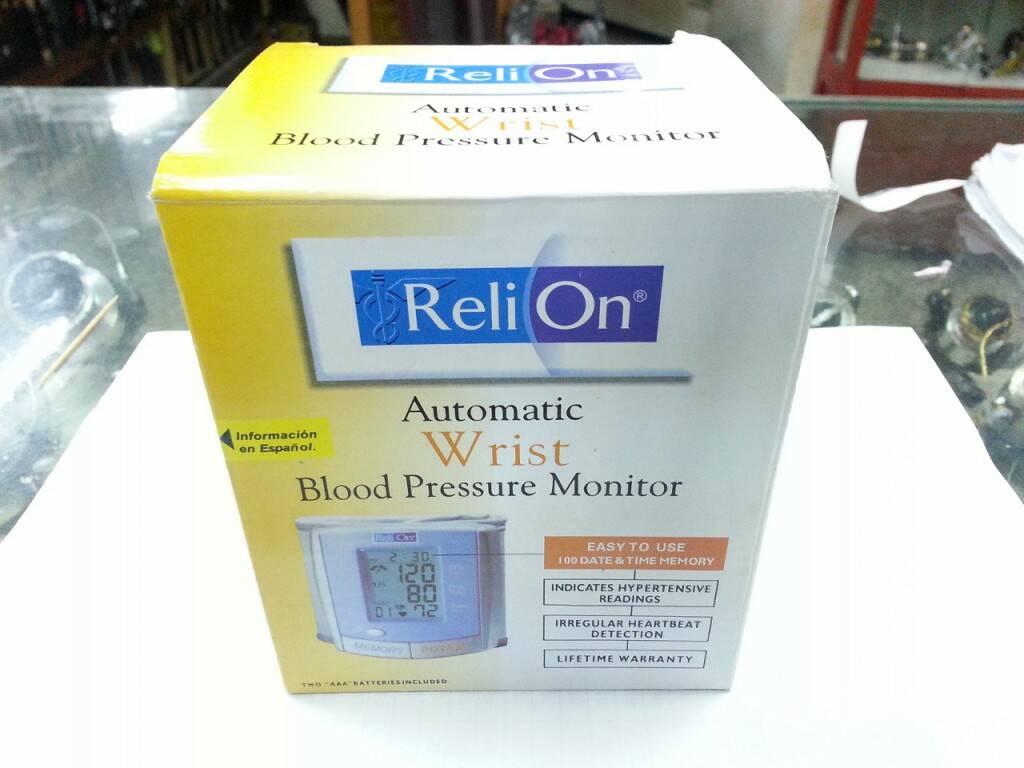 ReliOn
Automatic
Wrist
Blood Pressure Monitor
ReliOn®
Automatic
Wrist
Blood Pressure Monitor
Información
en Español.
ReliOn
2:30
120
80
01 72
MEMORY POWER
EASY TO USE
100 DATE & TIME MEMORY
INDICATES HYPERTENSIVE
READINGS
IRREGULAR HEARTBEAT
DETECTION
LIFETIME WARRANTY
TWO "AAA" BATTERIES INCLUDED